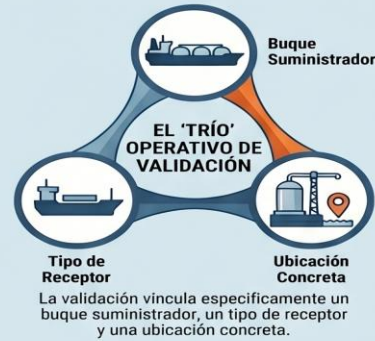 Buque
Suministrador
EL 'TRÍO'
OPERATIVO DE
VALIDACIÓN
Tipo de
Receptor
Ubicación
Concreta
La validación vincula especificamente un
buque suministrador, un tipo de receptor
y una ubicación concreta.